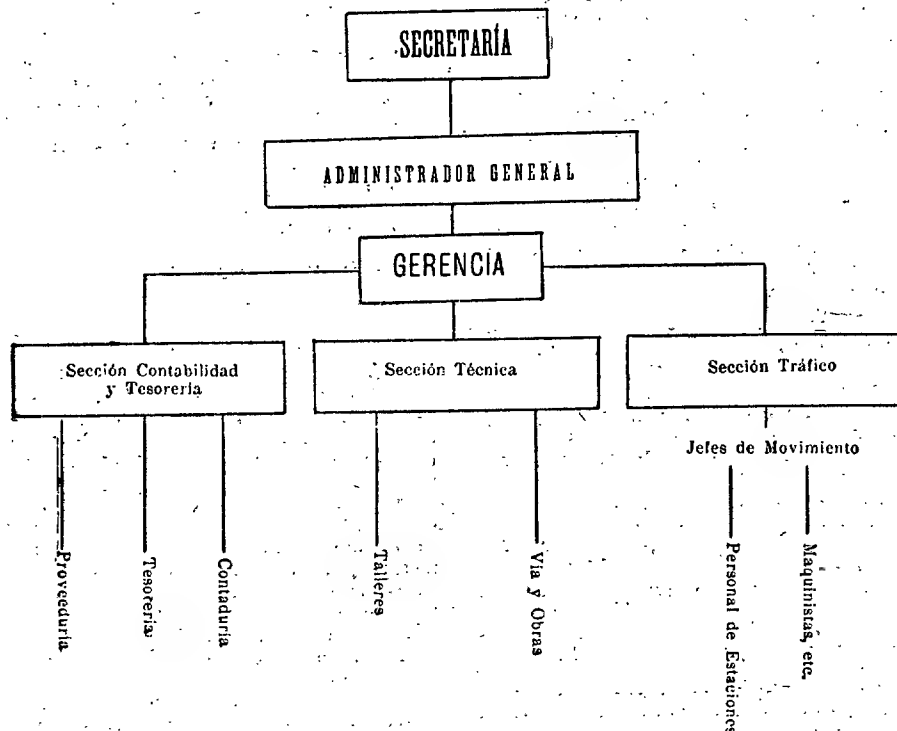 SECRETARÍA
ADMINISTRADOR GENERAL
GERENCIA
Sección Contabilidad
y Tesorería
Sección Técnica
Sección Tráfico
Jefes de Movimiento
Proveeduría
Tesorería
Contaduría
Talleres
Vía y Obras
Personal de Estaciones
Maquinistas, etc.